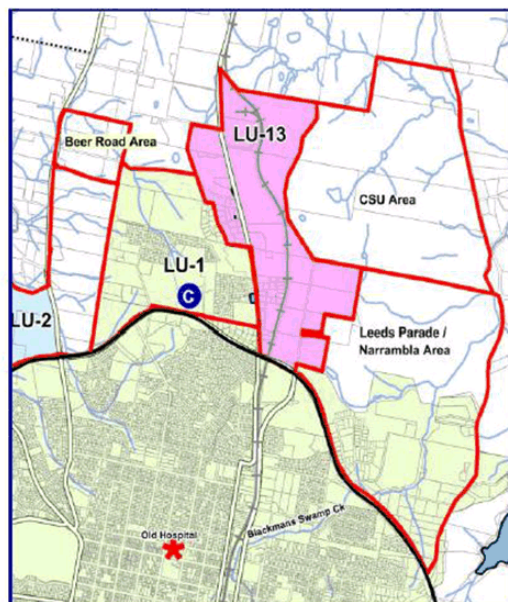 LU-13
Beer Road Area
CSU Area
LU-1
C
LU-2
Leeds Parade /
Narrambla Area
Blackmans Swamp Ck
Old Hospital